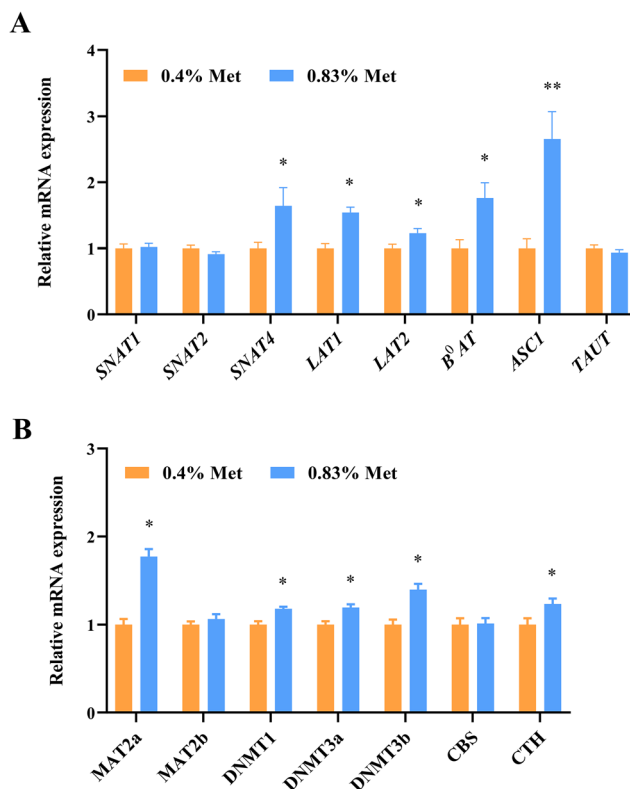 A
Relative mRNA expression
4
3
2
1
0
0.4% Met 0.83% Met
* * * * **
SNAT1 SNAT2 SNAT4 LAT1 LAT2 B⁰AT ASC1 TAUT
B
Relative mRNA expression
3
2
1
0
0.4% Met 0.83% Met
* * * * *
MAT2a MAT2b DNMT1 DNMT3a DNMT3b CBS CTH